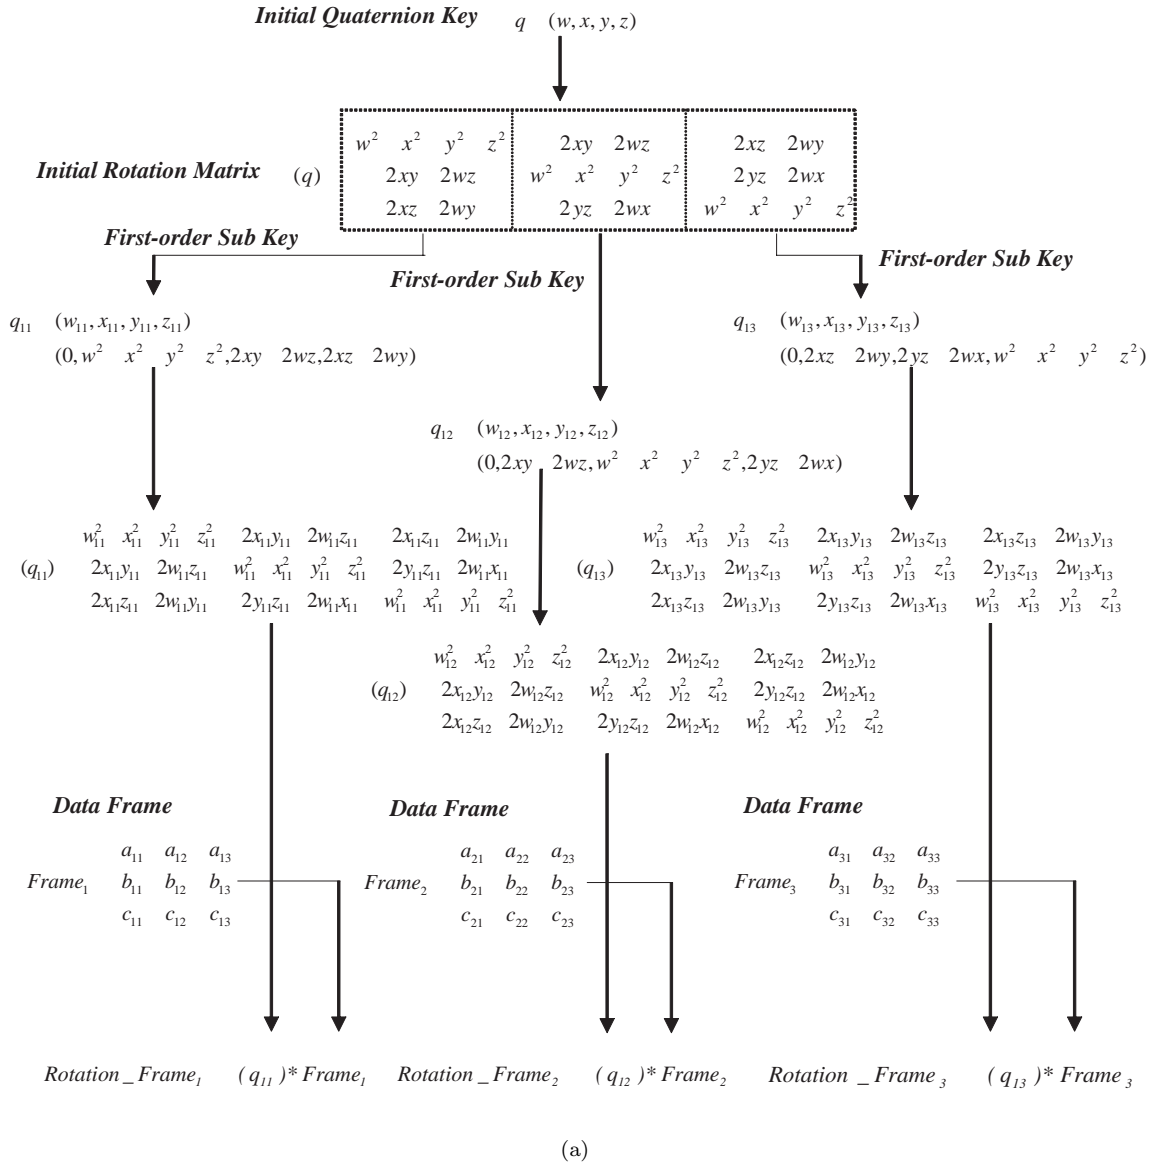 Initial Quaternion Key q (w, x, y, z)
w² x² y² z² 2xy 2wz 2xz 2wy
Initial Rotation Matrix (q) 2xy 2wz w² x² y² z² 2yz 2wx
2xz 2wy 2yz 2wx w² x² y² z²
First-order Sub Key
First-order Sub Key
First-order Sub Key
q₁₁ (w₁₁, x₁₁, y₁₁, z₁₁)
(0, w² x² y² z², 2xy 2wz, 2xz 2wy)
q₁₃ (w₁₃, x₁₃, y₁₃, z₁₃)
(0, 2xz 2wy, 2yz 2wx, w² x² y² z²)
q₁₂ (w₁₂, x₁₂, y₁₂, z₁₂)
(0, 2xy 2wz, w² x² y² z², 2yz 2wx)
w₁₁² x₁₁² y₁₁² z₁₁² 2x₁₁y₁₁ 2w₁₁z₁₁ 2x₁₁z₁₁ 2w₁₁y₁₁
(q₁₁) 2x₁₁y₁₁ 2w₁₁z₁₁ w₁₁² x₁₁² y₁₁² z₁₁² 2y₁₁z₁₁ 2w₁₁x₁₁
2x₁₁z₁₁ 2w₁₁y₁₁ 2y₁₁z₁₁ 2w₁₁x₁₁ w₁₁² x₁₁² y₁₁² z₁₁²
w₁₃² x₁₃² y₁₃² z₁₃² 2x₁₃y₁₃ 2w₁₃z₁₃ 2x₁₃z₁₃ 2w₁₃y₁₃
(q₁₃) 2x₁₃y₁₃ 2w₁₃z₁₃ w₁₃² x₁₃² y₁₃² z₁₃² 2y₁₃z₁₃ 2w₁₃x₁₃
2x₁₃z₁₃ 2w₁₃y₁₃ 2y₁₃z₁₃ 2w₁₃x₁₃ w₁₃² x₁₃² y₁₃² z₁₃²
w₁₂² x₁₂² y₁₂² z₁₂² 2x₁₂y₁₂ 2w₁₂z₁₂ 2x₁₂z₁₂ 2w₁₂y₁₂
(q₁₂) 2x₁₂y₁₂ 2w₁₂z₁₂ w₁₂² x₁₂² y₁₂² z₁₂² 2y₁₂z₁₂ 2w₁₂x₁₂
2x₁₂z₁₂ 2w₁₂y₁₂ 2y₁₂z₁₂ 2w₁₂x₁₂ w₁₂² x₁₂² y₁₂² z₁₂²
Data Frame
a₁₁ a₁₂ a₁₃
Frame₁ b₁₁ b₁₂ b₁₃
c₁₁ c₁₂ c₁₃
Data Frame
a₂₁ a₂₂ a₂₃
Frame₂ b₂₁ b₂₂ b₂₃
c₂₁ c₂₂ c₂₃
Data Frame
a₃₁ a₃₂ a₃₃
Frame₃ b₃₁ b₃₂ b₃₃
c₃₁ c₃₂ c₃₃
Rotation _ Frame₁ (q₁₁)* Frame₁
Rotation _ Frame₂ (q₁₂)* Frame₂
Rotation _ Frame₃ (q₁₃)* Frame₃
(a)